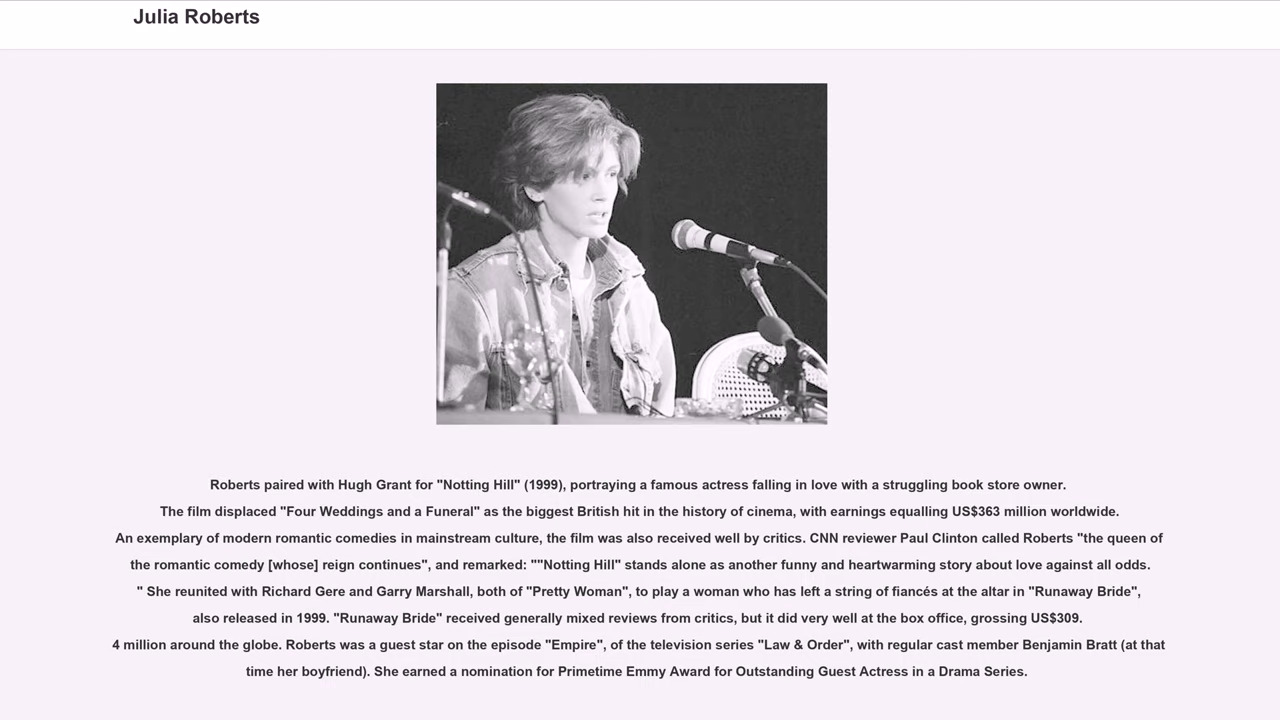 Julia Roberts
Roberts paired with Hugh Grant for "Notting Hill" (1999), portraying a famous actress falling in love with a struggling book store owner.
The film displaced "Four Weddings and a Funeral" as the biggest British hit in the history of cinema, with earnings equalling US$363 million worldwide.
An exemplary of modern romantic comedies in mainstream culture, the film was also received well by critics. CNN reviewer Paul Clinton called Roberts "the queen of
the romantic comedy [whose] reign continues", and remarked: ""Notting Hill" stands alone as another funny and heartwarming story about love against all odds.
" She reunited with Richard Gere and Garry Marshall, both of "Pretty Woman", to play a woman who has left a string of fiancés at the altar in "Runaway Bride",
also released in 1999. "Runaway Bride" received generally mixed reviews from critics, but it did very well at the box office, grossing US$309.
4 million around the globe. Roberts was a guest star on the episode "Empire", of the television series "Law & Order", with regular cast member Benjamin Bratt (at that
time her boyfriend). She earned a nomination for Primetime Emmy Award for Outstanding Guest Actress in a Drama Series.